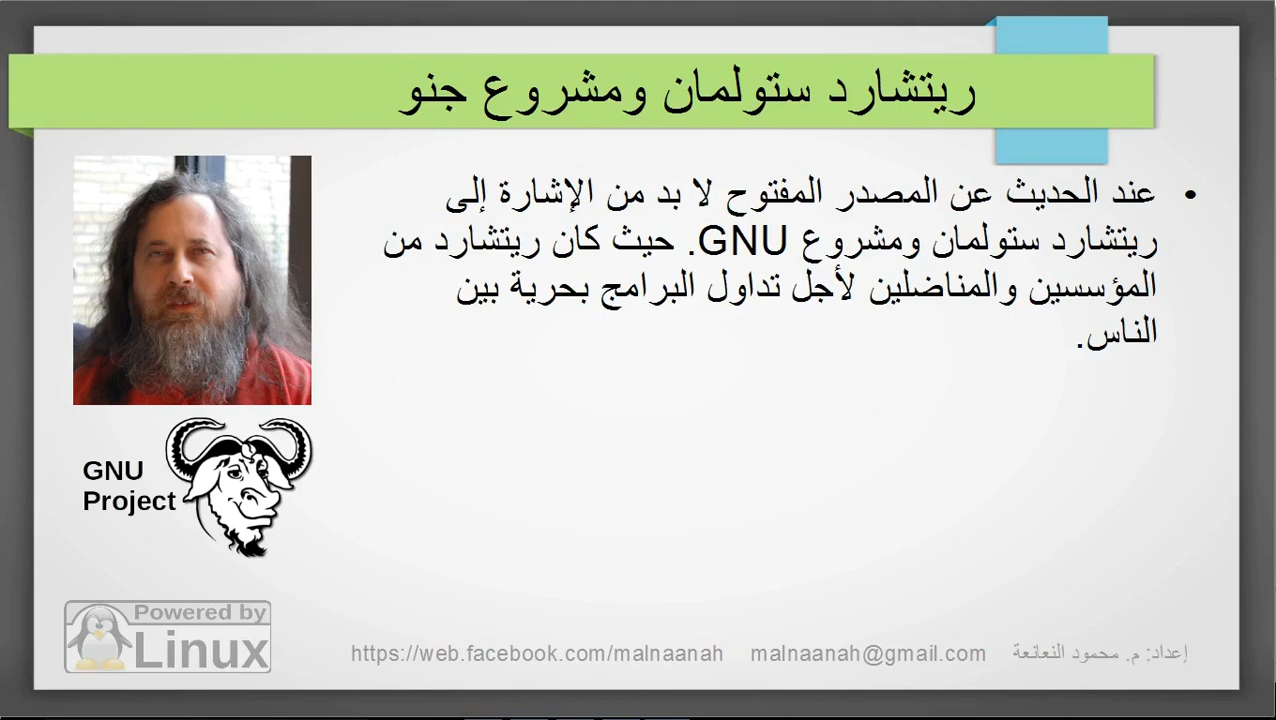 ريتشارد ستولمان ومشروع جنو
• عند الحديث عن المصدر المفتوح لا بد من الإشارة إلى
ريتشارد ستولمان ومشروع GNU. حيث كان ريتشارد من
المؤسسين والمناضلين لأجل تداول البرامج بحرية بين
الناس.
GNU
Project
Powered by
Linux
إعداد: م. محمود النعانعة malnaanah@gmail.com https://web.facebook.com/malnaanah